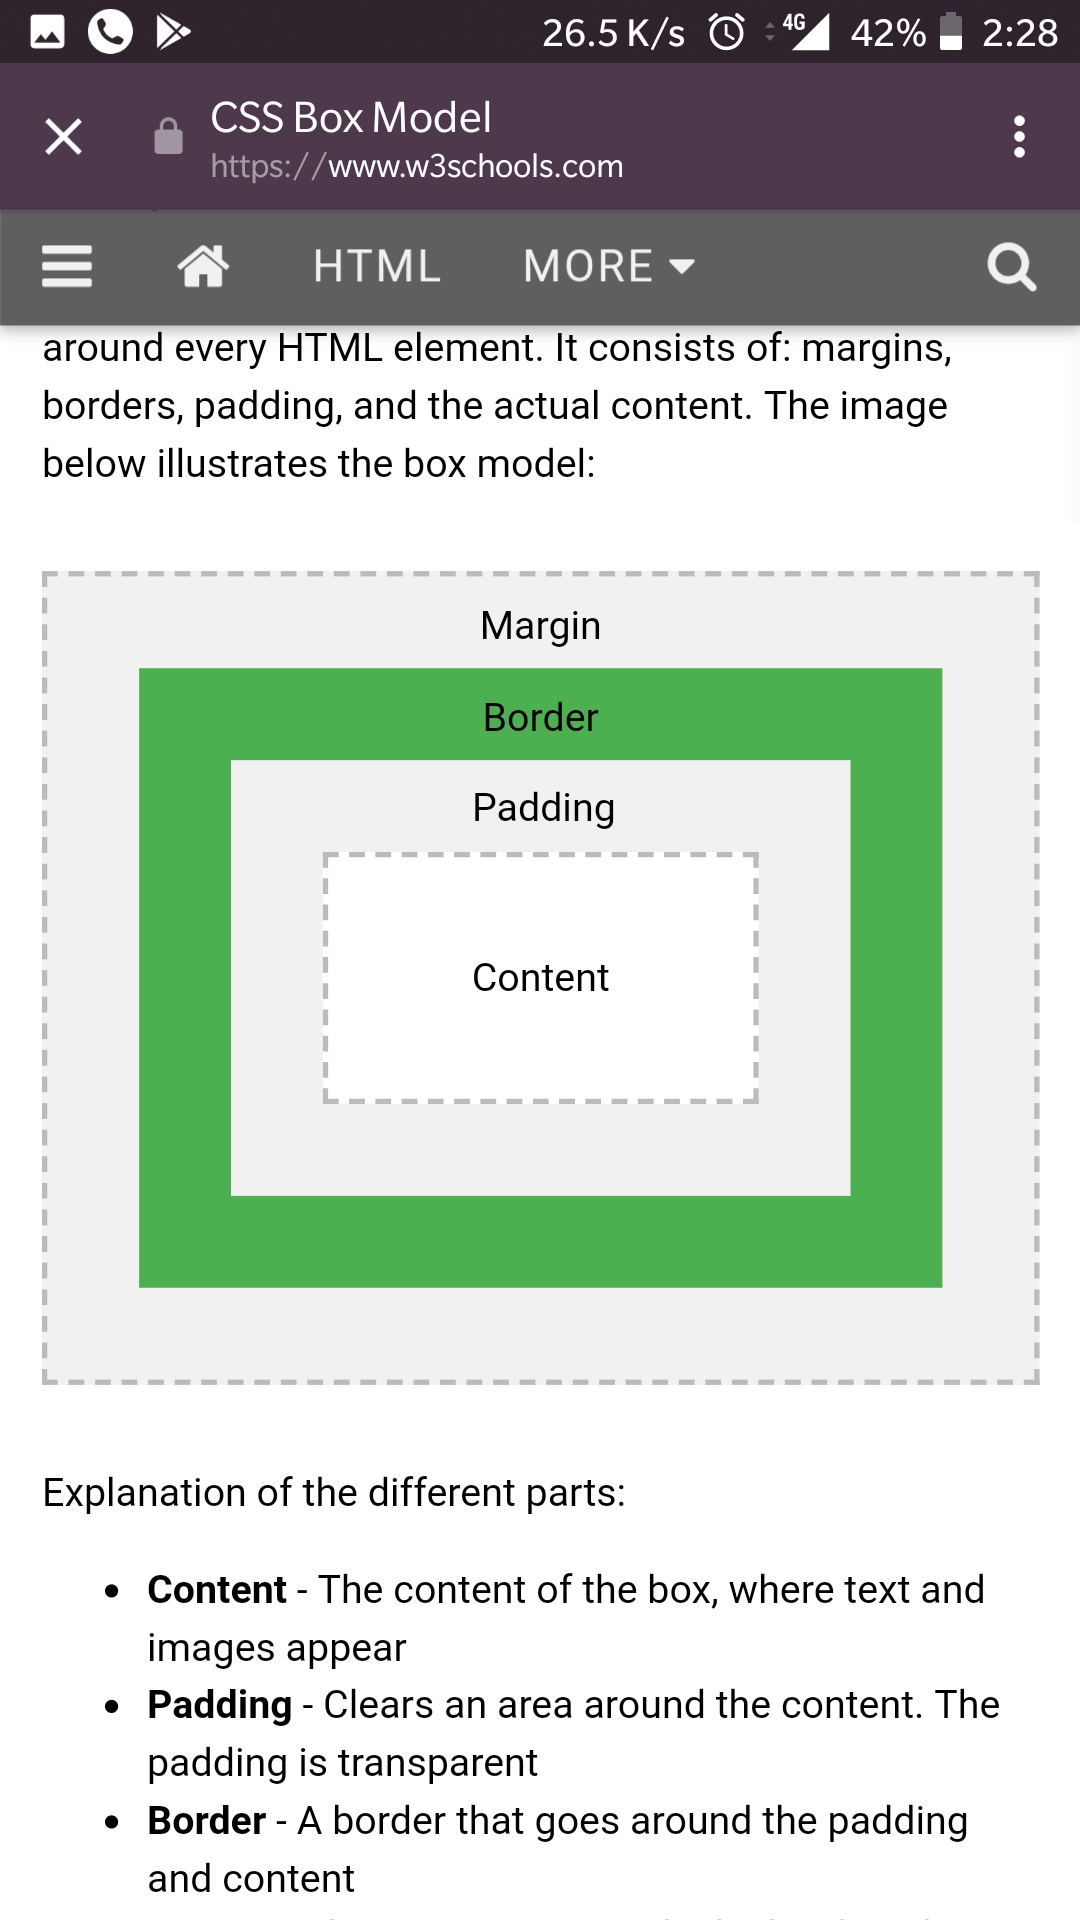 26.5 K/s 4G 42% 2:28
CSS Box Model
https://www.w3schools.com
HTML MORE
around every HTML element. It consists of: margins,
borders, padding, and the actual content. The image
below illustrates the box model:
Margin
Border
Padding
Content
Explanation of the different parts:
• Content - The content of the box, where text and
images appear
• Padding - Clears an area around the content. The
padding is transparent
• Border - A border that goes around the padding
and content